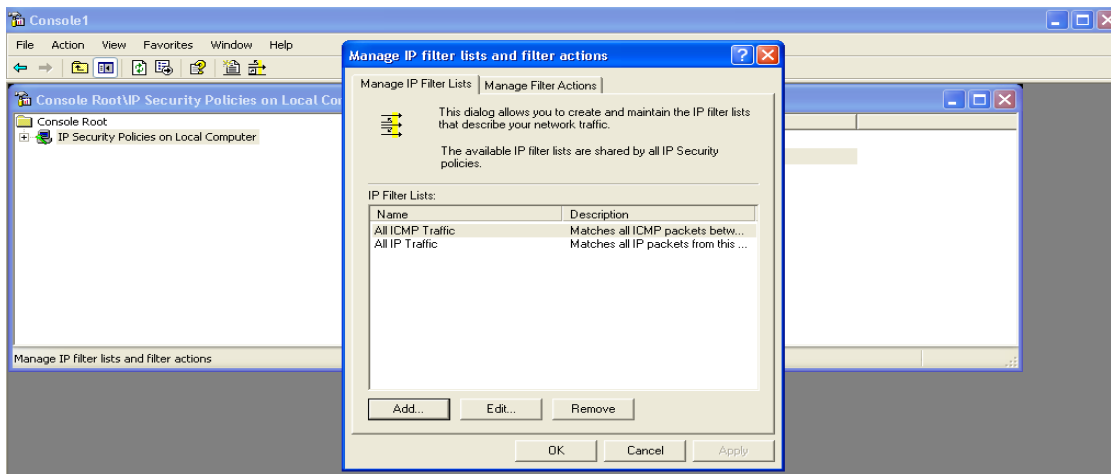 Console1
File Action View Favorites Window Help
Console Root\IP Security Policies on Local Co
Console Root
IP Security Policies on Local Computer
Manage IP filter lists and filter actions
Manage IP filter lists and filter actions
Manage IP Filter Lists Manage Filter Actions
This dialog allows you to create and maintain the IP filter lists
that describe your network traffic.
The available IP filter lists are shared by all IP Security
policies.
IP Filter Lists:
Name Description
All ICMP Traffic Matches all ICMP packets betw...
All IP Traffic Matches all IP packets from this ...
Add... Edit... Remove
OK Cancel Apply